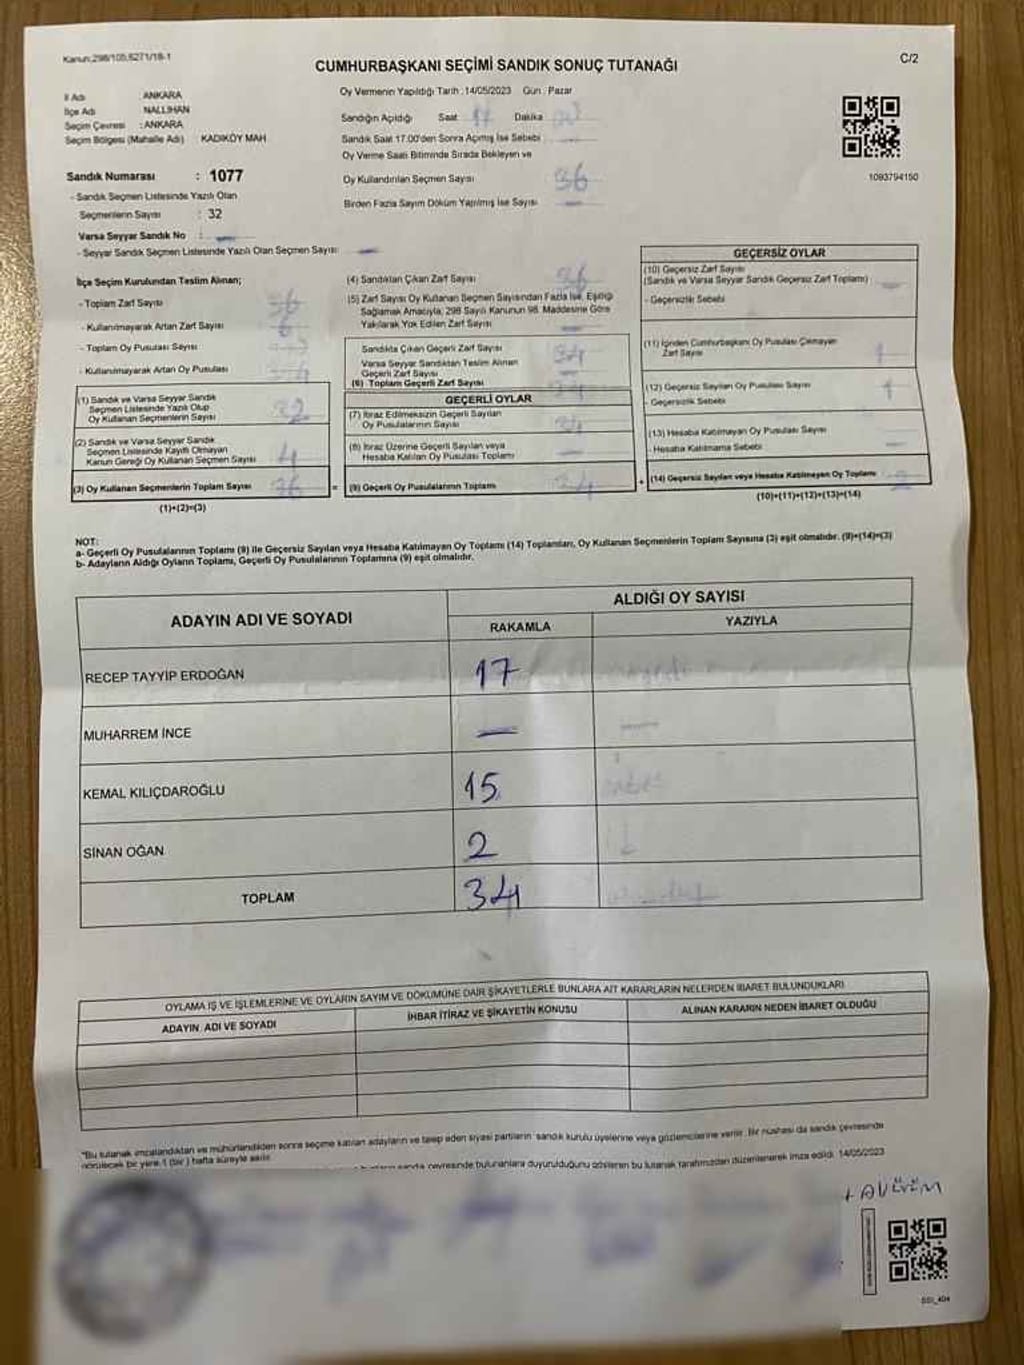 Kanun:298/105,6271/18-1
C/2
CUMHURBAŞKANI SEÇİMİ SANDIK SONUÇ TUTANAĞI
İl Adı : ANKARA
İlçe Adı NALLIHAN
Seçim Çevresi : ANKARA
Seçim Bölgesi (Mahalle Adı) KADIKÖY MAH.
Sandık Numarası : 1077
- Sandık Seçmen Listesinde Yazılı Olan
Seçmenlerin Sayısı : 32
Varsa Seyyar Sandık No :
- Seyyar Sandık Seçmen Listesinde Yazılı Olan Seçmen Sayısı:
Oy Vermenin Yapıldığı Tarih :14/05/2023 Gün : Pazar
Sandığın Açıldığı Saat 17 Dakika
Sandık Saat 17.00'den Sonra Açımış İse Sebebi
Oy Verme Saati Bitiminde Sırada Bekleyen ve
Oy Kullandırılan Seçmen Sayısı 36
Birden Fazla Sayım Döküm Yapılmış İse Sayısı —
1093794150
İlçe Seçim Kurulundan Teslim Alınan;
- Toplam Zarf Sayısı
- Kullanılmayarak Artan Zarf Sayısı 6
- Toplam Oy Pusulası Sayısı
- Kullanılmayarak Artan Oy Pusulası
(1) Sandık ve Varsa Seyyar Sandık
Seçmen Listesinde Yazılı Olup
Oy Kullanan Seçmenlerin Sayısı 32
(2) Sandık ve Varsa Seyyar Sandık
Seçmen Listesinde Kayıtlı Olmayan
Kanun Gereği Oy Kullanan Seçmen Sayısı 4
(3) Oy Kullanan Seçmenlerin Toplam Sayısı 36
(1)+(2)=(3)
=
(4) Sandıktan Çıkan Zarf Sayısı 36
(5) Zarf Sayısı Oy Kullanan Seçmen Sayısından Fazla İse, Eşitliği
Sağlamak Amacıyla, 298 Sayılı Kanunun 98. Maddesine Göre
Yakılarak Yok Edilen Zarf Sayısı —
Sandıkta Çıkan Geçerli Zarf Sayısı 34
Varsa Seyyar Sandıktan Teslim Alınan
Geçerli Zarf Sayısı —
(6) Toplam Geçerli Zarf Sayısı 34
GEÇERLİ OYLAR
(7) İtiraz Edilmeksizin Geçerli Sayılan
Oy Pusulalarının Sayısı 34
(8) İtiraz Üzerine Geçerli Sayılan veya
Hesaba Katılan Oy Pusulası Toplamı —
(9) Geçerli Oy Pusulalarının Toplamı 34
+
GEÇERSİZ OYLAR
(10) Geçersiz Zarf Sayısı
(Sandık ve Varsa Seyyar Sandık Geçersiz Zarf Toplamı) —
- Geçersizlik Sebebi
(11) İçinden Cumhurbaşkanı Oy Pusulası Çıkmayan
Zarf Sayısı 1
(12) Geçersiz Sayılan Oy Pusulası Sayısı 1
- Geçersizlik Sebebi
(13) Hesaba Katılmayan Oy Pusulası Sayısı —
- Hesaba Katılmama Sebebi
(14) Geçersiz Sayılan veya Hesaba Katılmayan Oy Toplamı 2
(10)+(11)+(12)+(13)=(14)
NOT:
a- Geçerli Oy Pusulalarının Toplamı (9) ile Geçersiz Sayılan veya Hesaba Katılmayan Oy Toplamı (14) Toplamları, Oy Kullanan Seçmenlerin Toplam Sayısına (3) eşit olmalıdır. (9)+(14)=(3)
b- Adayların Aldığı Oyların Toplamı, Geçerli Oy Pusulalarının Toplamına (9) eşit olmalıdır.
ADAYIN ADI VE SOYADI
ALDIĞI OY SAYISI
RAKAMLA YAZIYLA
RECEP TAYYİP ERDOĞAN 17
MUHARREM İNCE — —
KEMAL KILIÇDAROĞLU 15
SİNAN OĞAN 2
TOPLAM 34
OYLAMA İŞ VE İŞLEMLERİNE VE OYLARIN SAYIM VE DÖKÜMÜNE DAİR ŞİKAYETLERLE BUNLARA AİT KARARLARIN NELERDEN İBARET BULUNDUKLARI
ADAYIN ADI VE SOYADI İHBAR İTİRAZ VE ŞİKAYETİN KONUSU ALINAN KARARIN NEDEN İBARET OLDUĞU
*Bu tutanak imzalandıktan ve mühürlendikten sonra seçime katılan adayların ve talep eden siyasi partilerin sandık kurulu üyelerine veya gözlemcilerine verilir. Bir nüshası da sandık çevresinde
görülecek bir yere 1 (bir) hafta süreyle asılır.
sandık çevresinde bulunanlara duyurulduğunu gösteren bu tutanak tarafımızdan düzenlenerek imza edildi. 14/05/2023